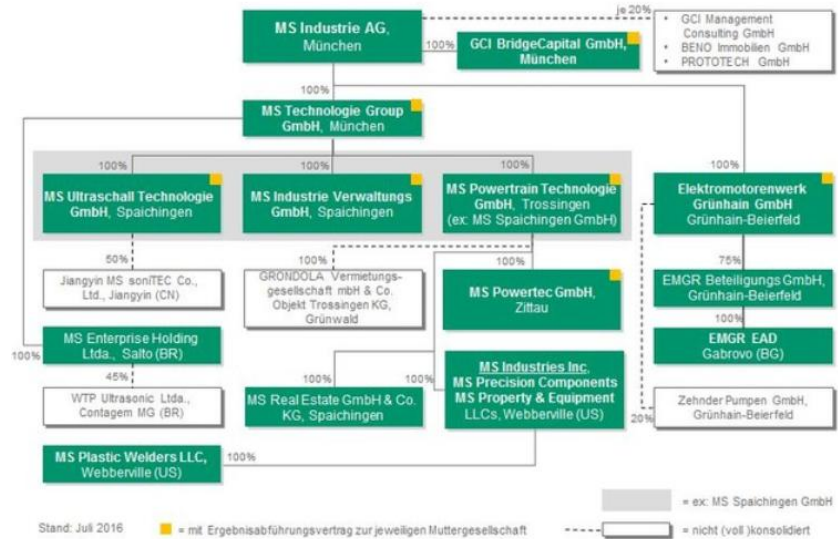 MS Industrie AG,
München
100%
GCI BridgeCapital GmbH,
München
je 20%
• GCI Management
Consulting GmbH
• BENO Immobilien GmbH
• PROTOTECH GmbH
100%
MS Technologie Group
GmbH, München
100%
100%
100%
100%
MS Ultraschall Technologie
GmbH, Spaichingen
MS Industrie Verwaltungs
GmbH, Spaichingen
MS Powertrain Technologie
GmbH, Trossingen
(ex: MS Spaichingen GmbH)
Elektromotorenwerk
Grünhain GmbH
Grünhain-Beierfeld
50%
Jiangyin MS soniTEC Co.,
Ltd., Jiangyin (CN)
100%
GRONDOLA Vermietungs-
gesellschaft mbH & Co.
Objekt Trossingen KG,
Grünwald
100%
MS Powertec GmbH,
Zittau
75%
EMGR Beteiligungs GmbH,
Grünhain-Beierfeld
100%
EMGR EAD
Gabrovo (BG)
100%
MS Enterprise Holding
Ltda., Salto (BR)
45%
WTP Ultrasonic Ltda.,
Contagem MG (BR)
100%
MS Real Estate GmbH & Co.
KG, Spaichingen
100%
MS Industries Inc,
MS Precision Components
MS Property & Equipment
LLCs, Webberville (US)
20%
Zehnder Pumpen GmbH,
Grünhain-Beierfeld
MS Plastic Welders LLC,
Webberville (US)
100%
= ex: MS Spaichingen GmbH
Stand: Juli 2016
= mit Ergebnisabführungsvertrag zur jeweiligen Muttergesellschaft
= nicht (voll )konsolidiert